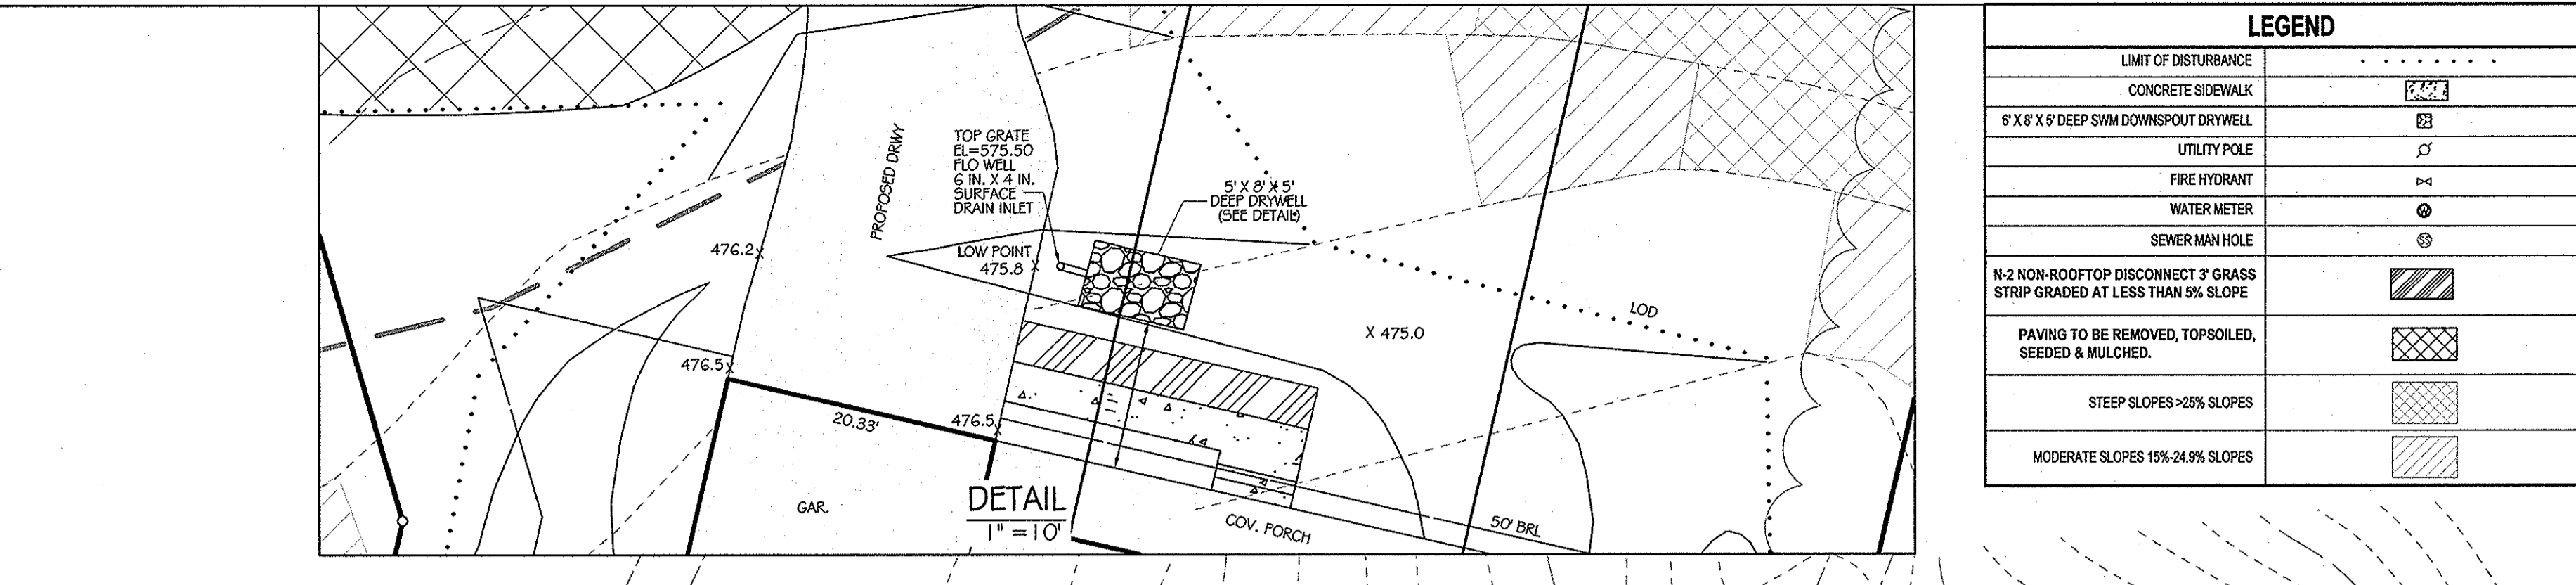 TOP GRATE
EL=575.50
FLO WELL
6 IN. X 4 IN.
SURFACE
DRAIN INLET
PROPOSED DRWY
5' X 8' X 5'
DEEP DRYWELL
(SEE DETAIL)
476.2
LOW POINT
475.8
LOD
X 475.0
476.5
20.33'
476.5
GAR.
DETAIL
1" = 10'
COV. PORCH
50' BRL
LEGEND
LIMIT OF DISTURBANCE
CONCRETE SIDEWALK
6' X 8' X 5' DEEP SWM DOWNSPOUT DRYWELL
UTILITY POLE
FIRE HYDRANT
WATER METER
W
SEWER MAN HOLE
SS
N-2 NON-ROOFTOP DISCONNECT 3' GRASS
STRIP GRADED AT LESS THAN 5% SLOPE
PAVING TO BE REMOVED, TOPSOILED,
SEEDED & MULCHED.
STEEP SLOPES >25% SLOPES
MODERATE SLOPES 15%-24.9% SLOPES